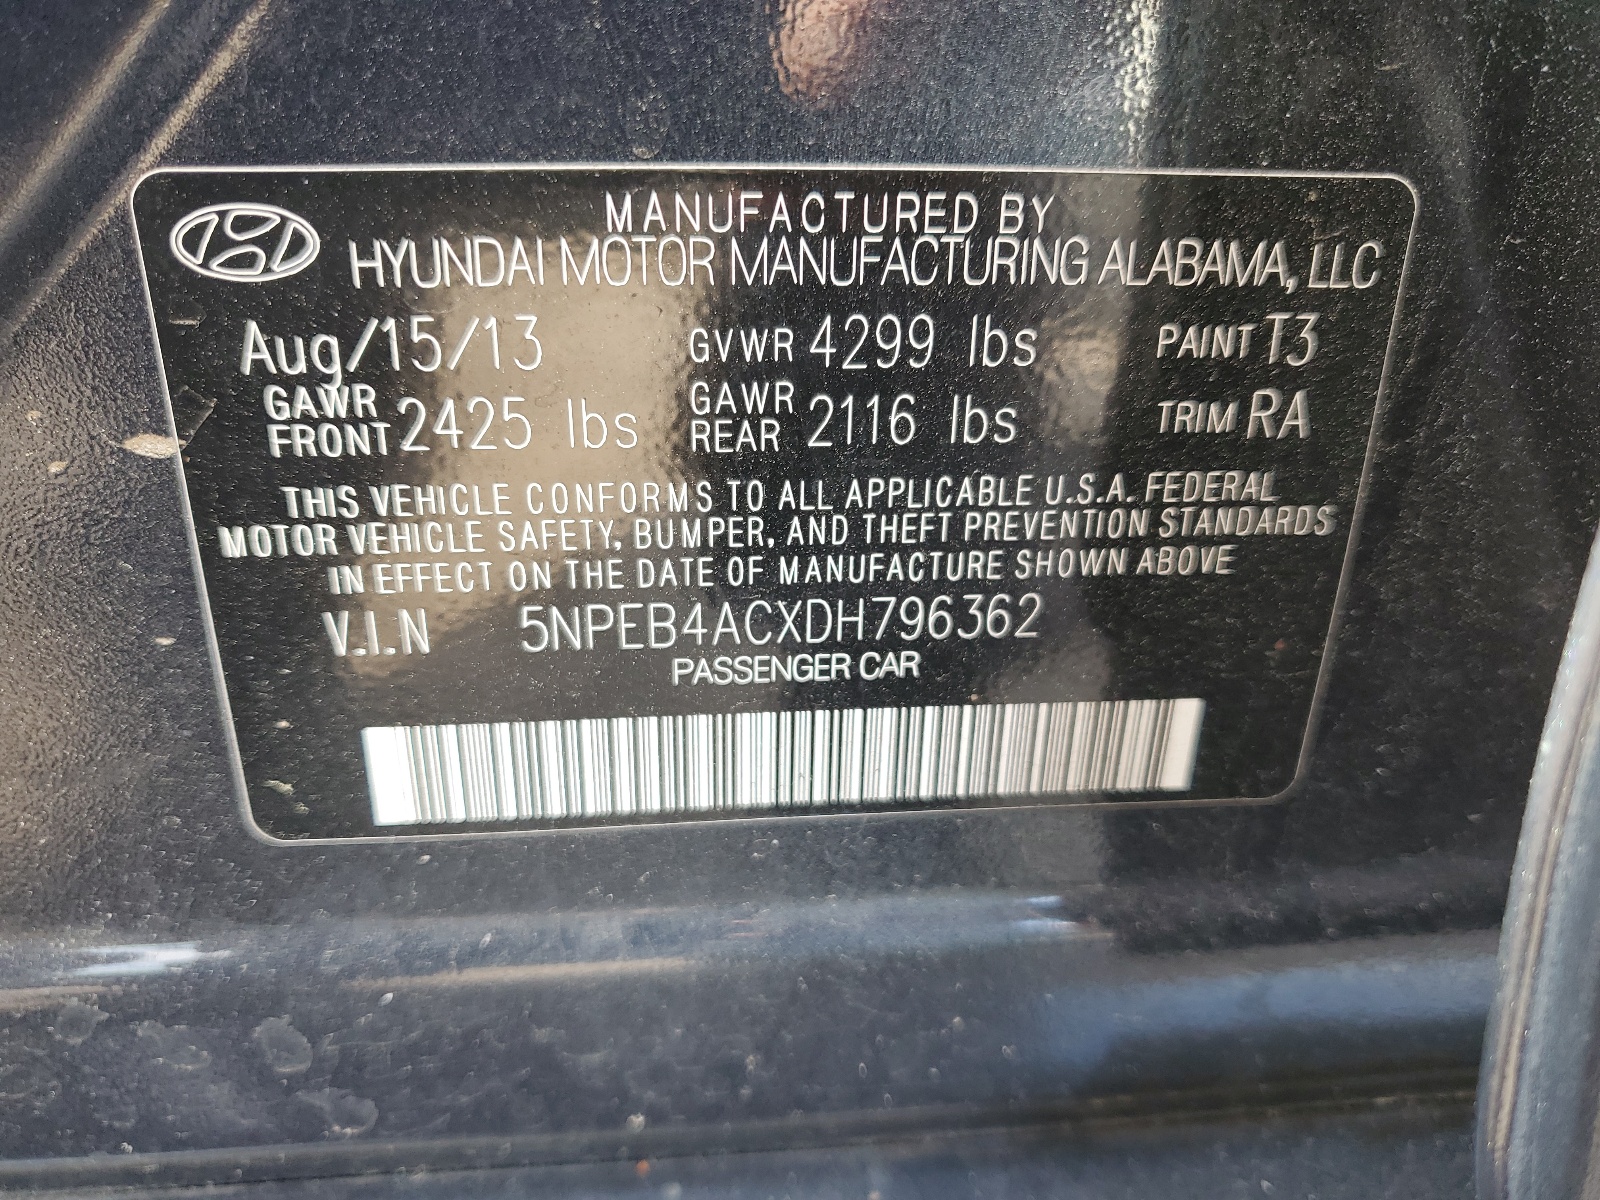 MANUFACTURED BY
HYUNDAI MOTOR MANUFACTURING ALABAMA, LLC
Aug/15/13 GVWR 4299 lbs PAINT T3
GAWR FRONT 2425 lbs GAWR REAR 2116 lbs TRIM RA
THIS VEHICLE CONFORMS TO ALL APPLICABLE U.S.A. FEDERAL
MOTOR VEHICLE SAFETY, BUMPER, AND THEFT PREVENTION STANDARDS
IN EFFECT ON THE DATE OF MANUFACTURE SHOWN ABOVE
V.I.N 5NPEB4ACXDH796362
PASSENGER CAR